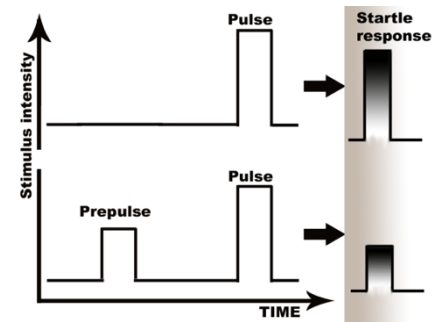 Pulse
Startle
response
Stimulus intensity
Pulse
Prepulse
TIME